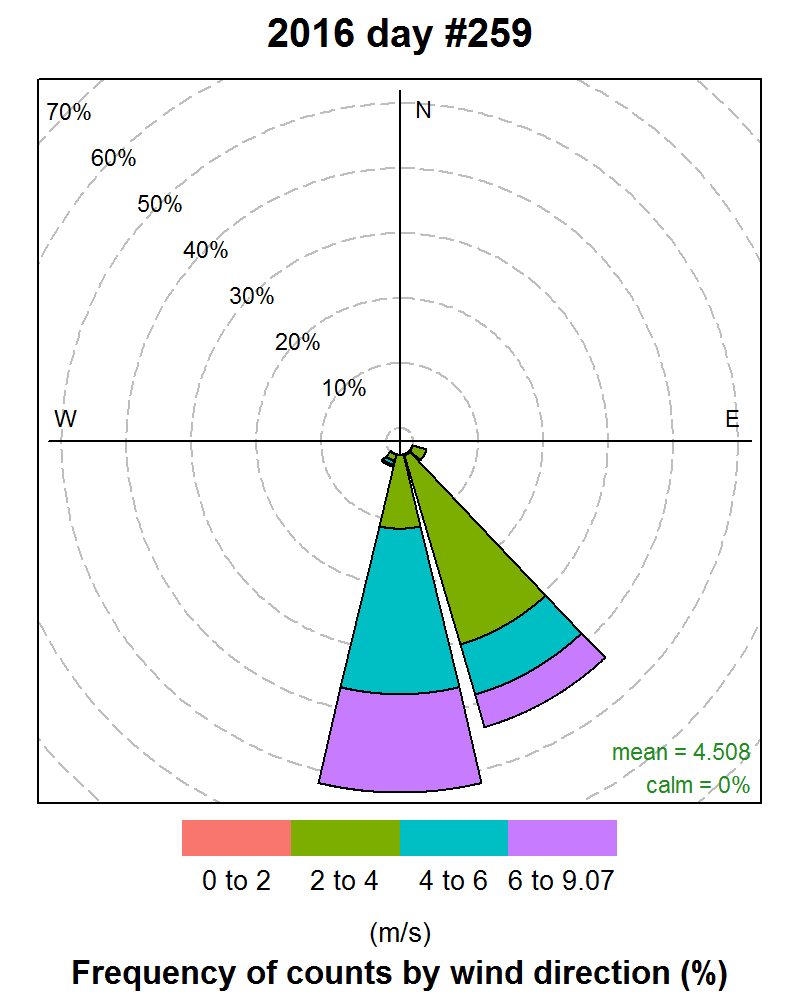 2016 day #259
70%
60%
50%
40%
30%
20%
10%
N
W
E
mean = 4.508
calm = 0%
0 to 2 2 to 4 4 to 6 6 to 9.07
(m/s)
Frequency of counts by wind direction (%)